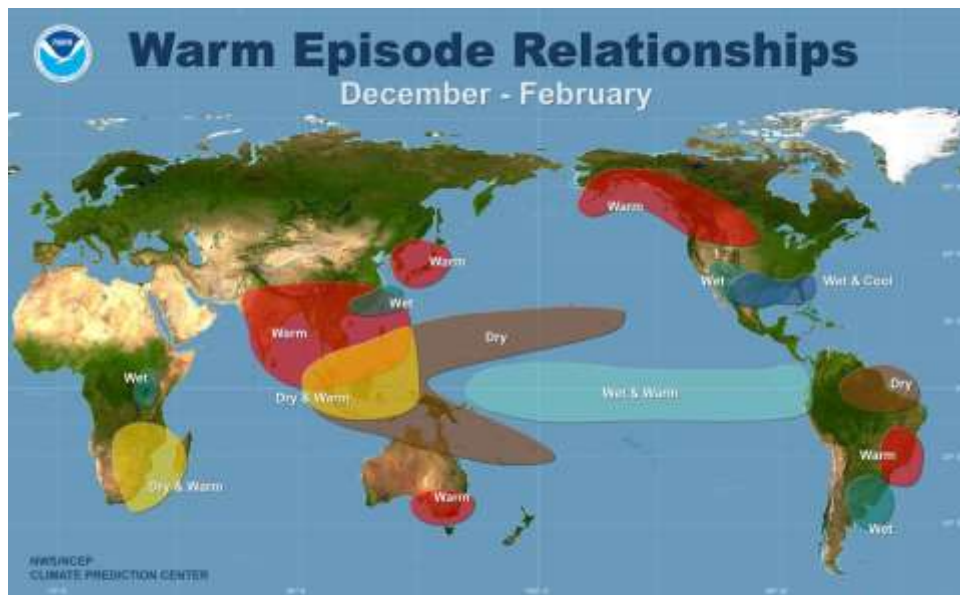 Warm Episode Relationships
December - February
Warm
Warm
Wet
Wet & Cool
Wet
Warm
Dry
Wet
Dry & Warm
Wet & Warm
Dry
Dry & Warm
Warm
Warm
Wet
NWS/NCEP
CLIMATE PREDICTION CENTER